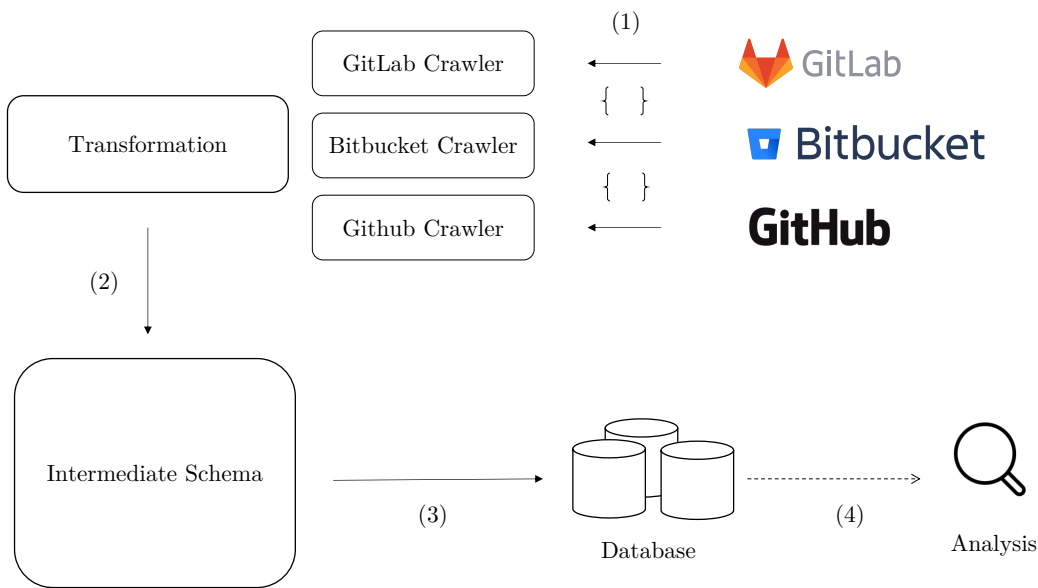 (1)
GitLab Crawler
GitLab
{ }
Transformation
Bitbucket Crawler
Bitbucket
{ }
Github Crawler
GitHub
(2)
Intermediate Schema
(3)
(4)
Database
Analysis